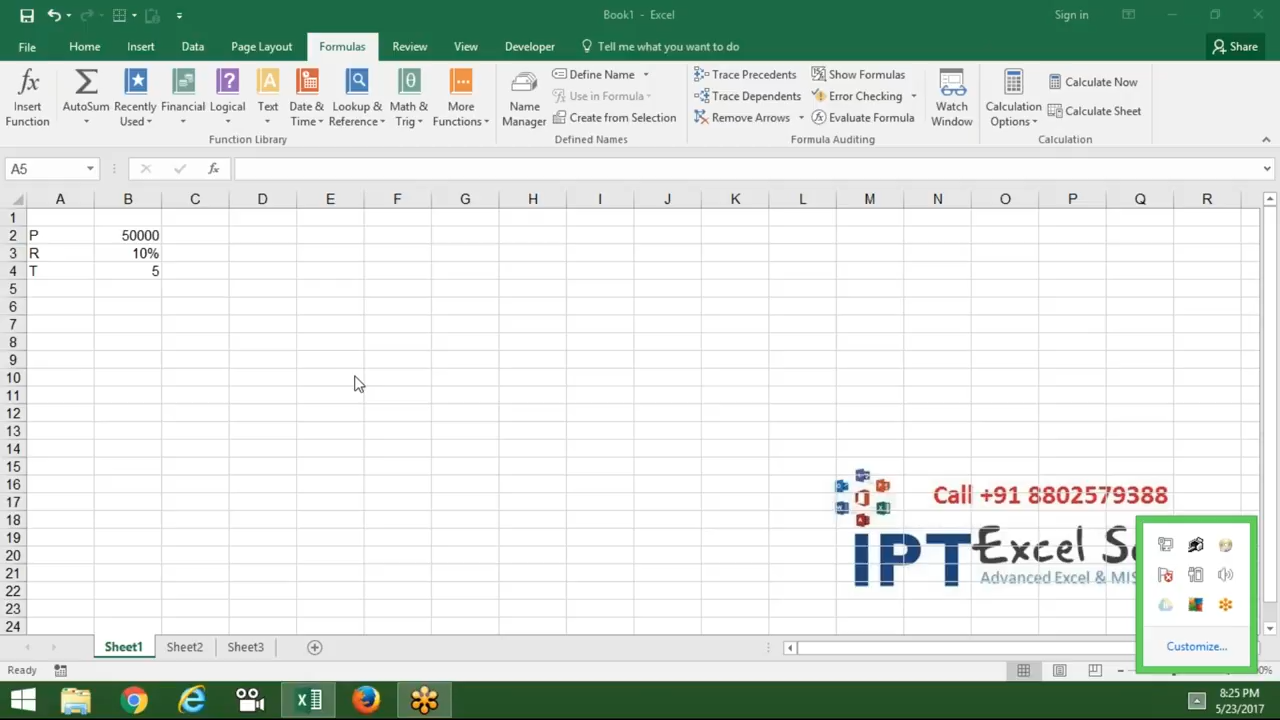 Book1 - Excel
Sign in
File Home Insert Data Page Layout Formulas Review View Developer Tell me what you want to do Share
Insert Function
AutoSum
Recently Used
Financial
Logical
Text
Date & Time
Lookup & Reference
Math & Trig
More Functions
Function Library
Name Manager
Define Name
Use in Formula
Create from Selection
Defined Names
Trace Precedents
Trace Dependents
Remove Arrows
Show Formulas
Error Checking
Evaluate Formula
Formula Auditing
Watch Window
Calculation Options
Calculate Now
Calculate Sheet
Calculation
A5
fx
A B C D E F G H I J K L M N O P Q R
1
2 P 50000
3 R 10%
4 T 5
5
6
7
8
9
10
11
12
13
14
15
16
17
18
19
20
21
22
23
24
Call +91 8802579388
IPT Excel
Advanced Excel & MIS
Customize...
Sheet1 Sheet2 Sheet3
Ready
8:25 PM
5/23/2017